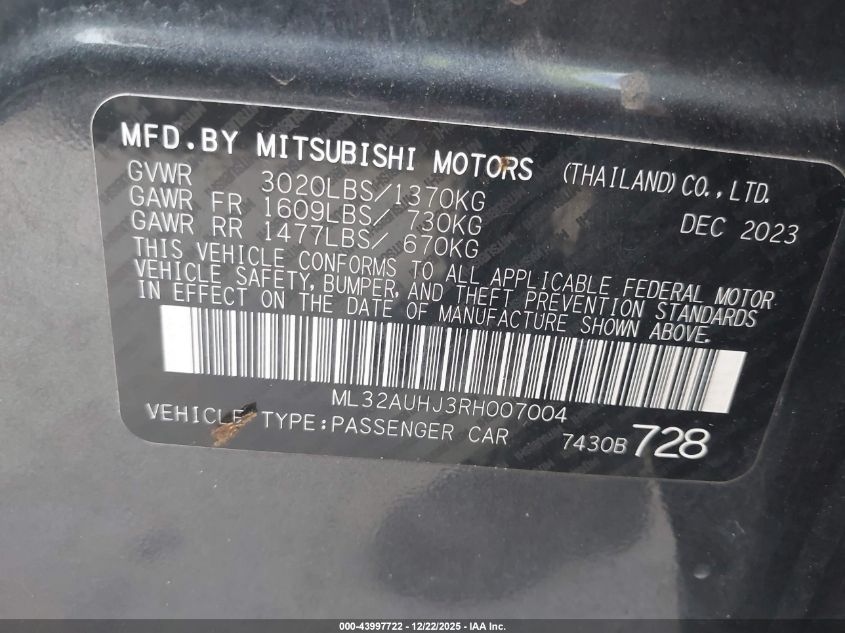 MFD.BY MITSUBISHI MOTORS (THAILAND)CO.,LTD.
GVWR 3020LBS/1370KG DEC 2023
GAWR FR 1609LBS/ 730KG
GAWR RR 1477LBS/ 670KG
THIS VEHICLE CONFORMS TO ALL APPLICABLE FEDERAL MOTOR
VEHICLE SAFETY,BUMPER,AND THEFT PREVENTION STANDARDS
IN EFFECT ON THE DATE OF MANUFACTURE SHOWN ABOVE.
ML32AUHJ3RH007004
VEHICLE TYPE:PASSENGER CAR 7430B 728
000-43997722 - 12/22/2025 - IAA Inc.